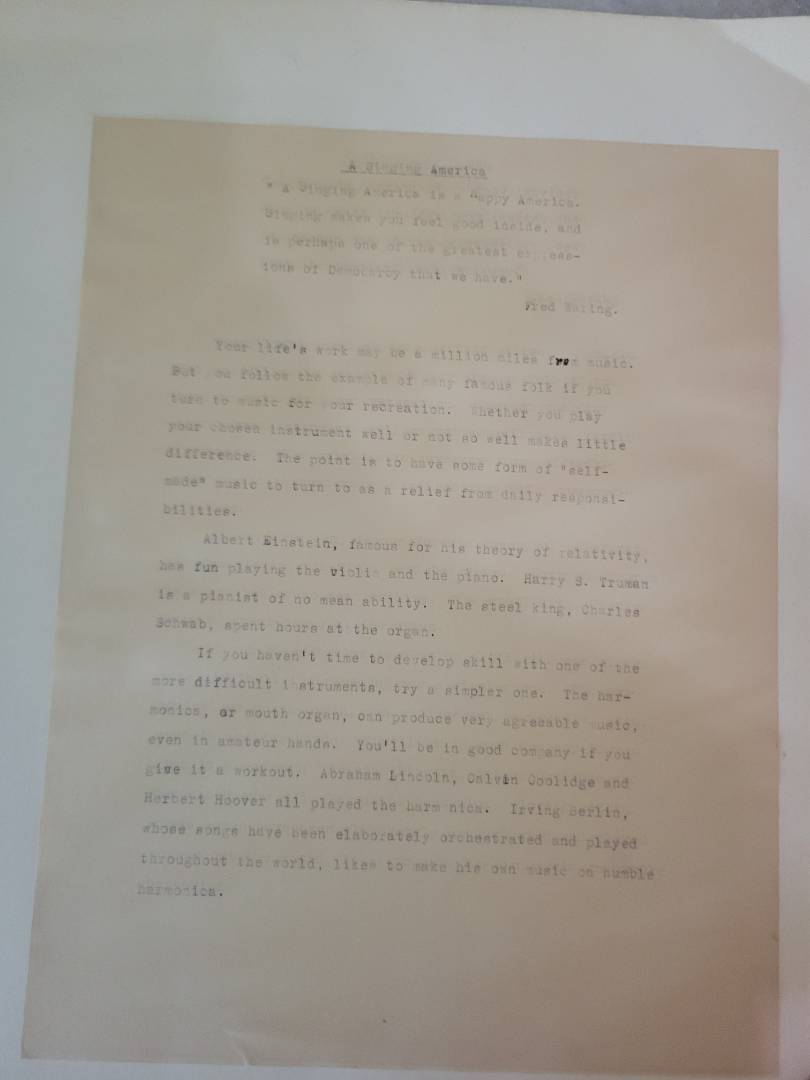 A Singing America
" A Singing America is a Happy America.
Singing makes you feel good inside, and
is perhaps one of the greatest express-
ions of Democracy that we have."
Fred Waring.
Your life's work may be a million miles from music.
But you follow the example of many famous folk if you
turn to music for your recreation. Whether you play
your chosen instrument well or not so well makes little
difference. The point is to have some form of "self-
made" music to turn to as a relief from daily responsi-
bilities.
Albert Einstein, famous for his theory of relativity,
has fun playing the violin and the piano. Harry S. Truman
is a pianist of no mean ability. The steel king, Charles
Schwab, spent hours at the organ.
If you haven't time to develop skill with one of the
more difficult instruments, try a simpler one. The har-
monica, or mouth organ, can produce very agreeable music,
even in amateur hands. You'll be in good company if you
give it a workout. Abraham Lincoln, Calvin Coolidge and
Herbert Hoover all played the harmonica. Irving Berlin,
whose songs have been elaborately orchestrated and played
throughout the world, likes to make his own music on humble
harmonica.